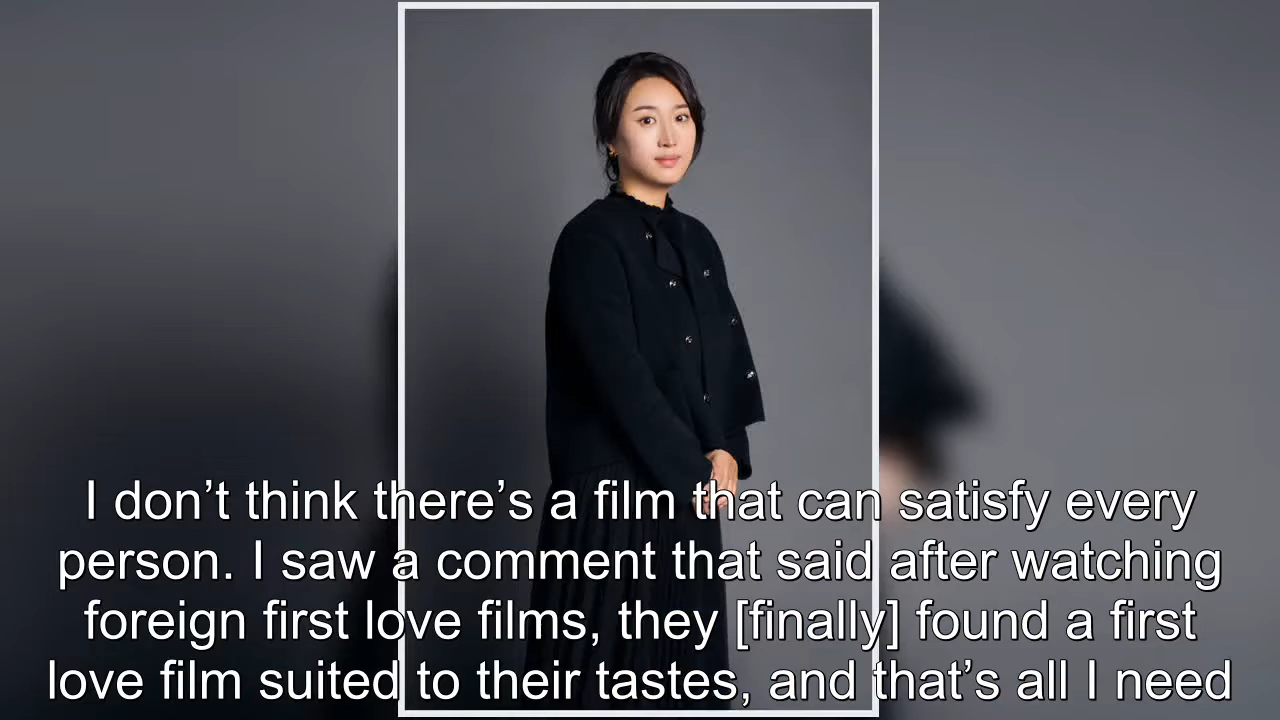 I don’t think there’s a film that can satisfy every
person. I saw a comment that said after watching
foreign first love films, they [finally] found a first
love film suited to their tastes, and that’s all I need